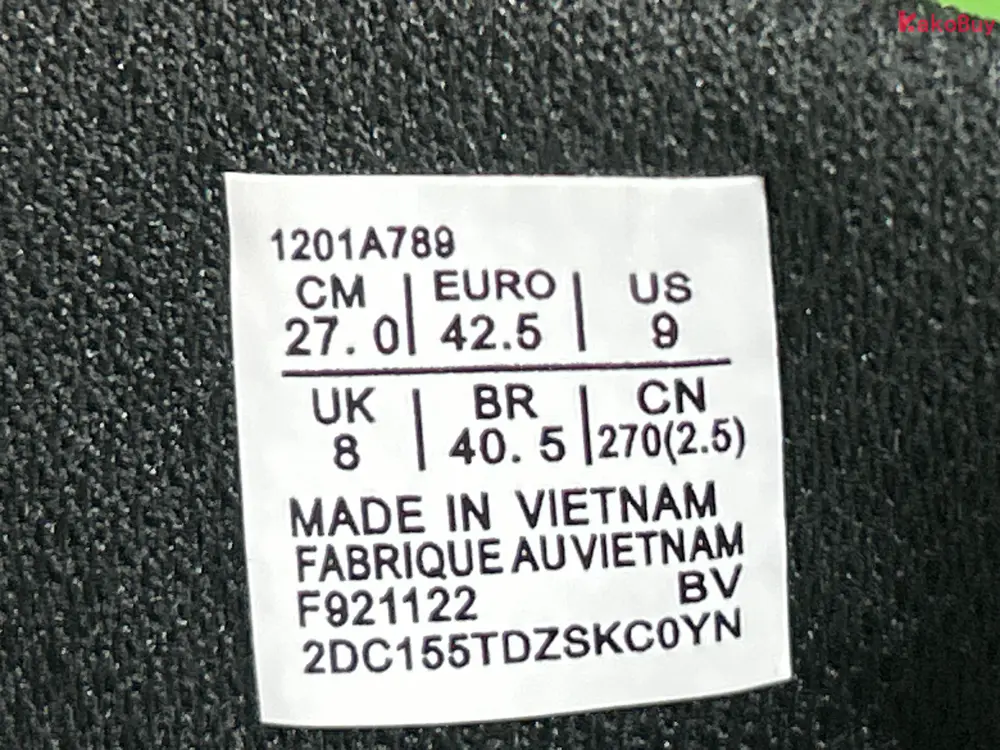 KakoBuy
1201A789
CM | EURO | US
27.0 | 42.5 | 9
UK | BR | CN
8 | 40.5 | 270(2.5)
MADE IN VIETNAM
FABRIQUE AU VIETNAM
BV
F921122
2DC155TDZSKC0YN